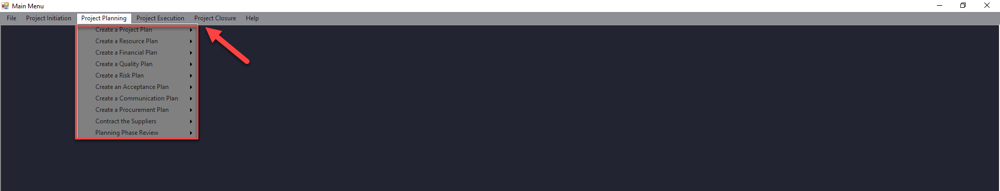 Main Menu
File Project Initiation Project Planning Project Execution Project Closure Help
Create a Project Plan
Create a Resource Plan
Create a Financial Plan
Create a Quality Plan
Create a Risk Plan
Create an Acceptance Plan
Create a Communication Plan
Create a Procurement Plan
Contract the Suppliers
Planning Phase Review